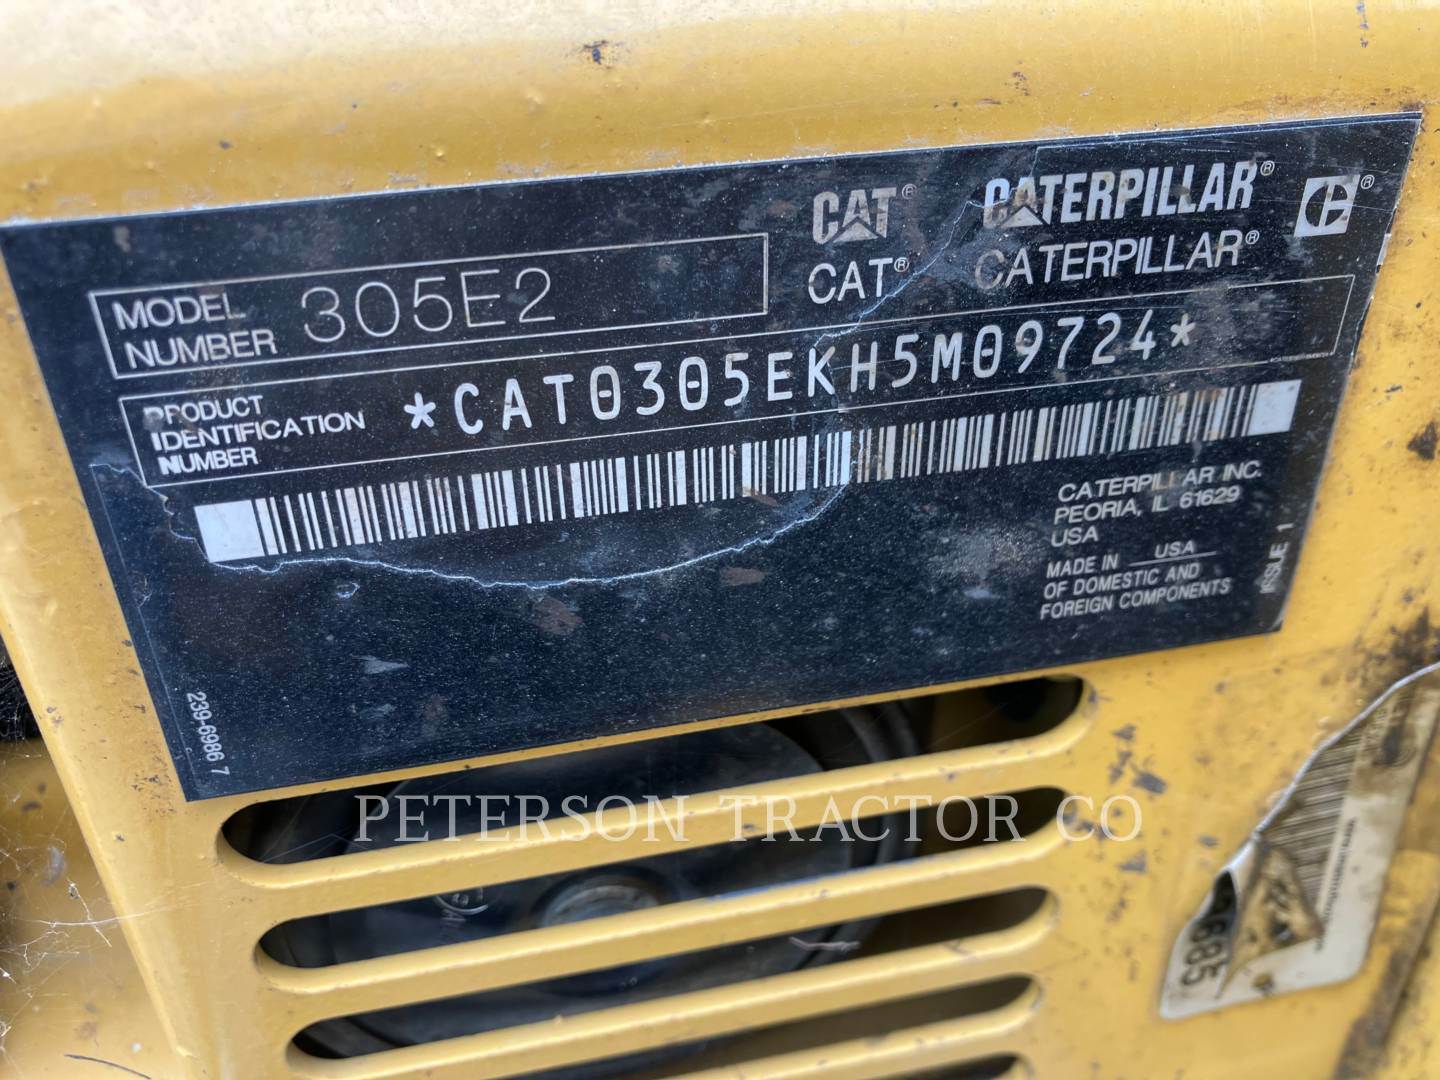 CAT® CATERPILLAR® C®
CAT® CATERPILLAR®
MODEL NUMBER 305E2
PRODUCT IDENTIFICATION NUMBER *CAT0305EKH5M09724*
CATERPILLAR INC.
PEORIA, IL 61629
USA
MADE IN USA
OF DOMESTIC AND
FOREIGN COMPONENTS
ISSUE 1
239-6986 7
PETERSON TRACTOR CO